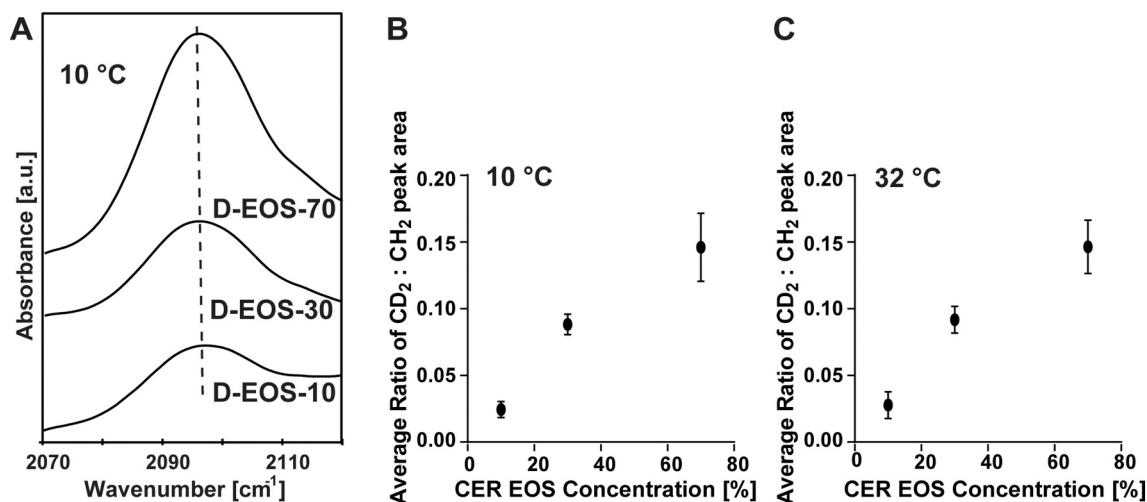 A
10 °C
D-EOS-70
D-EOS-30
D-EOS-10
Absorbance [a.u.]
2070
2090
2110
Wavenumber [cm¹]
B
10 °C
Average Ratio of CD₂ : CH₂ peak area
0.20
0.15
0.10
0.05
0.00
0
20
40
60
80
CER EOS Concentration [%]
C
32 °C
Average Ratio of CD₂ : CH₂ peak area
0.20
0.15
0.10
0.05
0.00
0
20
40
60
80
CER EOS Concentration [%]